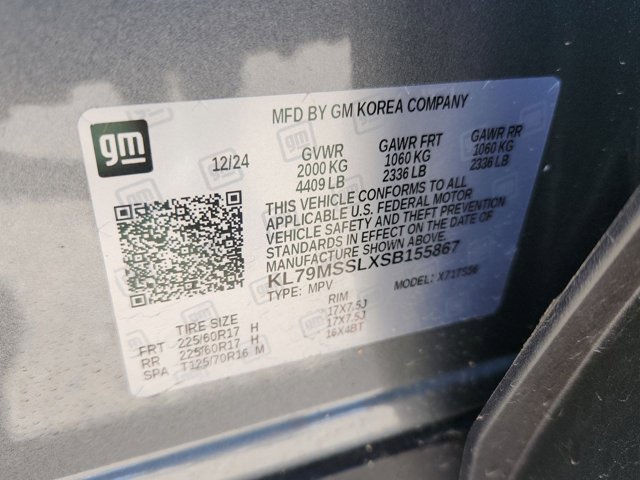 MFD BY GM KOREA COMPANY
gm
12/24
GVWR GAWR FRT GAWR RR
2000 KG 1060 KG 1060 KG
4409 LB 2336 LB 2336 LB
THIS VEHICLE CONFORMS TO ALL
APPLICABLE U.S. FEDERAL MOTOR
VEHICLE SAFETY AND THEFT PREVENTION
STANDARDS IN EFFECT ON THE DATE OF
MANUFACTURE SHOWN ABOVE.
KL79MSSLXSB155867
TYPE: MPV MODEL:
TIRE SIZE RIM
FRT 225/60R17 H 17X7.5J
RR 225/60R17 H 17X7.5J
SPA T125/70R16 M 16X4BT